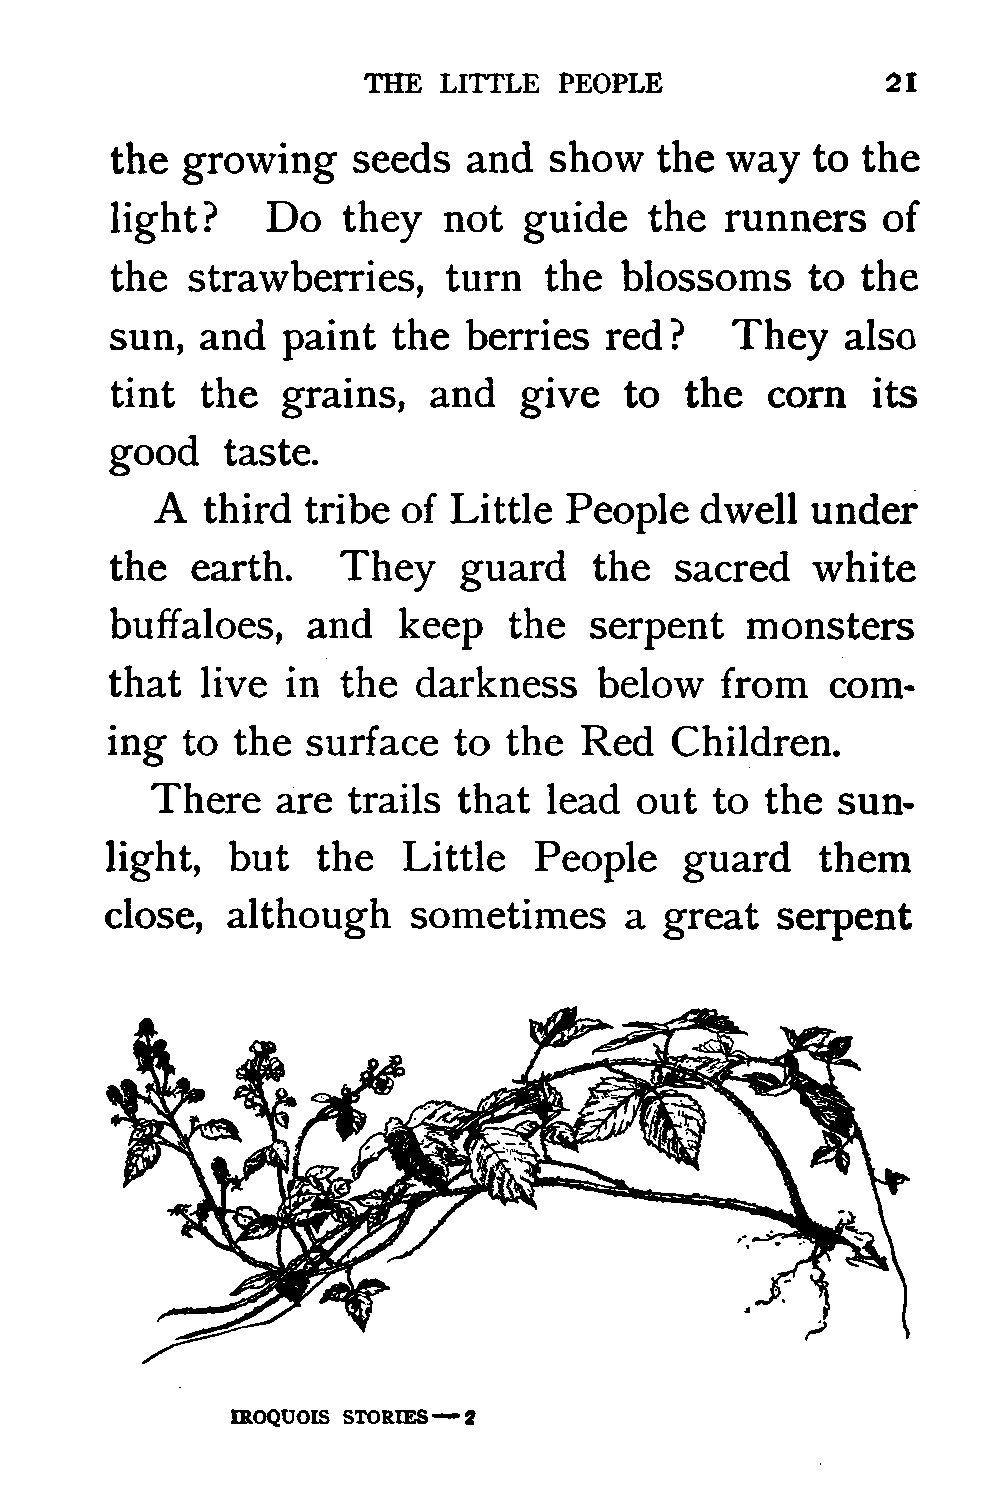 THE LITTLE PEOPLE 21
the growing seeds and show the way to the
light? Do they not guide the runners of
the strawberries, turn the blossoms to the
sun, and paint the berries red? They also
tint the grains, and give to the corn its
good taste.
A third tribe of Little People dwell under
the earth. They guard the sacred white
buffaloes, and keep the serpent monsters
that live in the darkness below from com-
ing to the surface to the Red Children.
There are trails that lead out to the sun-
light, but the Little People guard them
close, although sometimes a great serpent
IROQUOIS STORIES—2